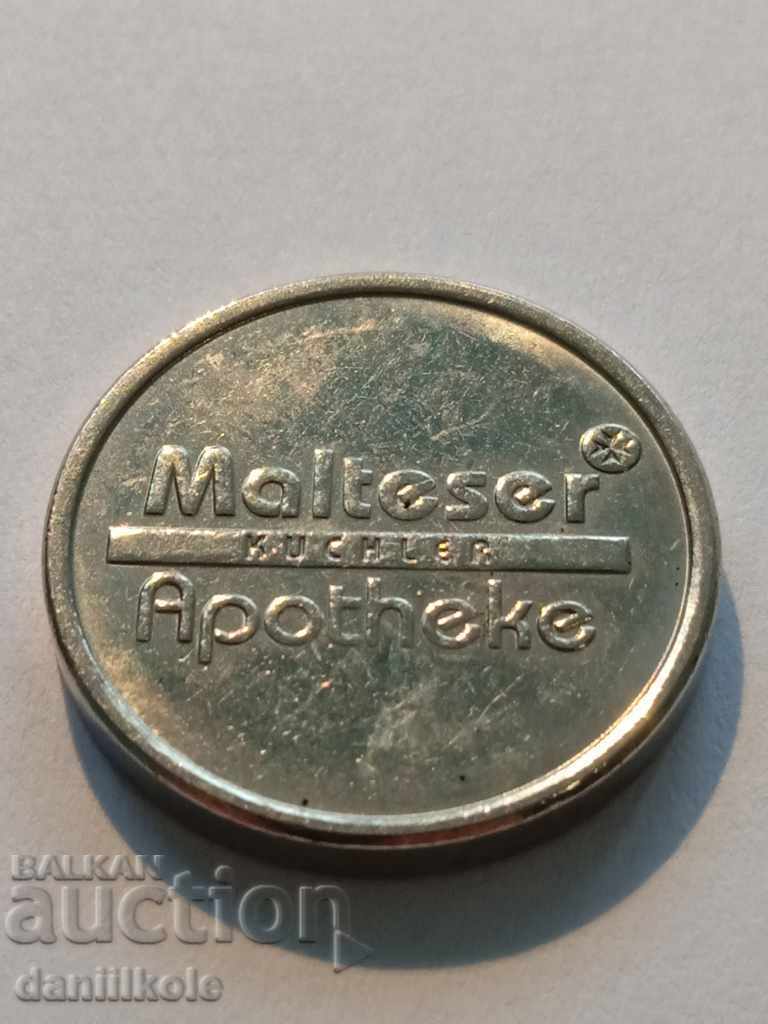 Malteser
KUCHLER
Apotheke
BALKAN
auction
daniilkole